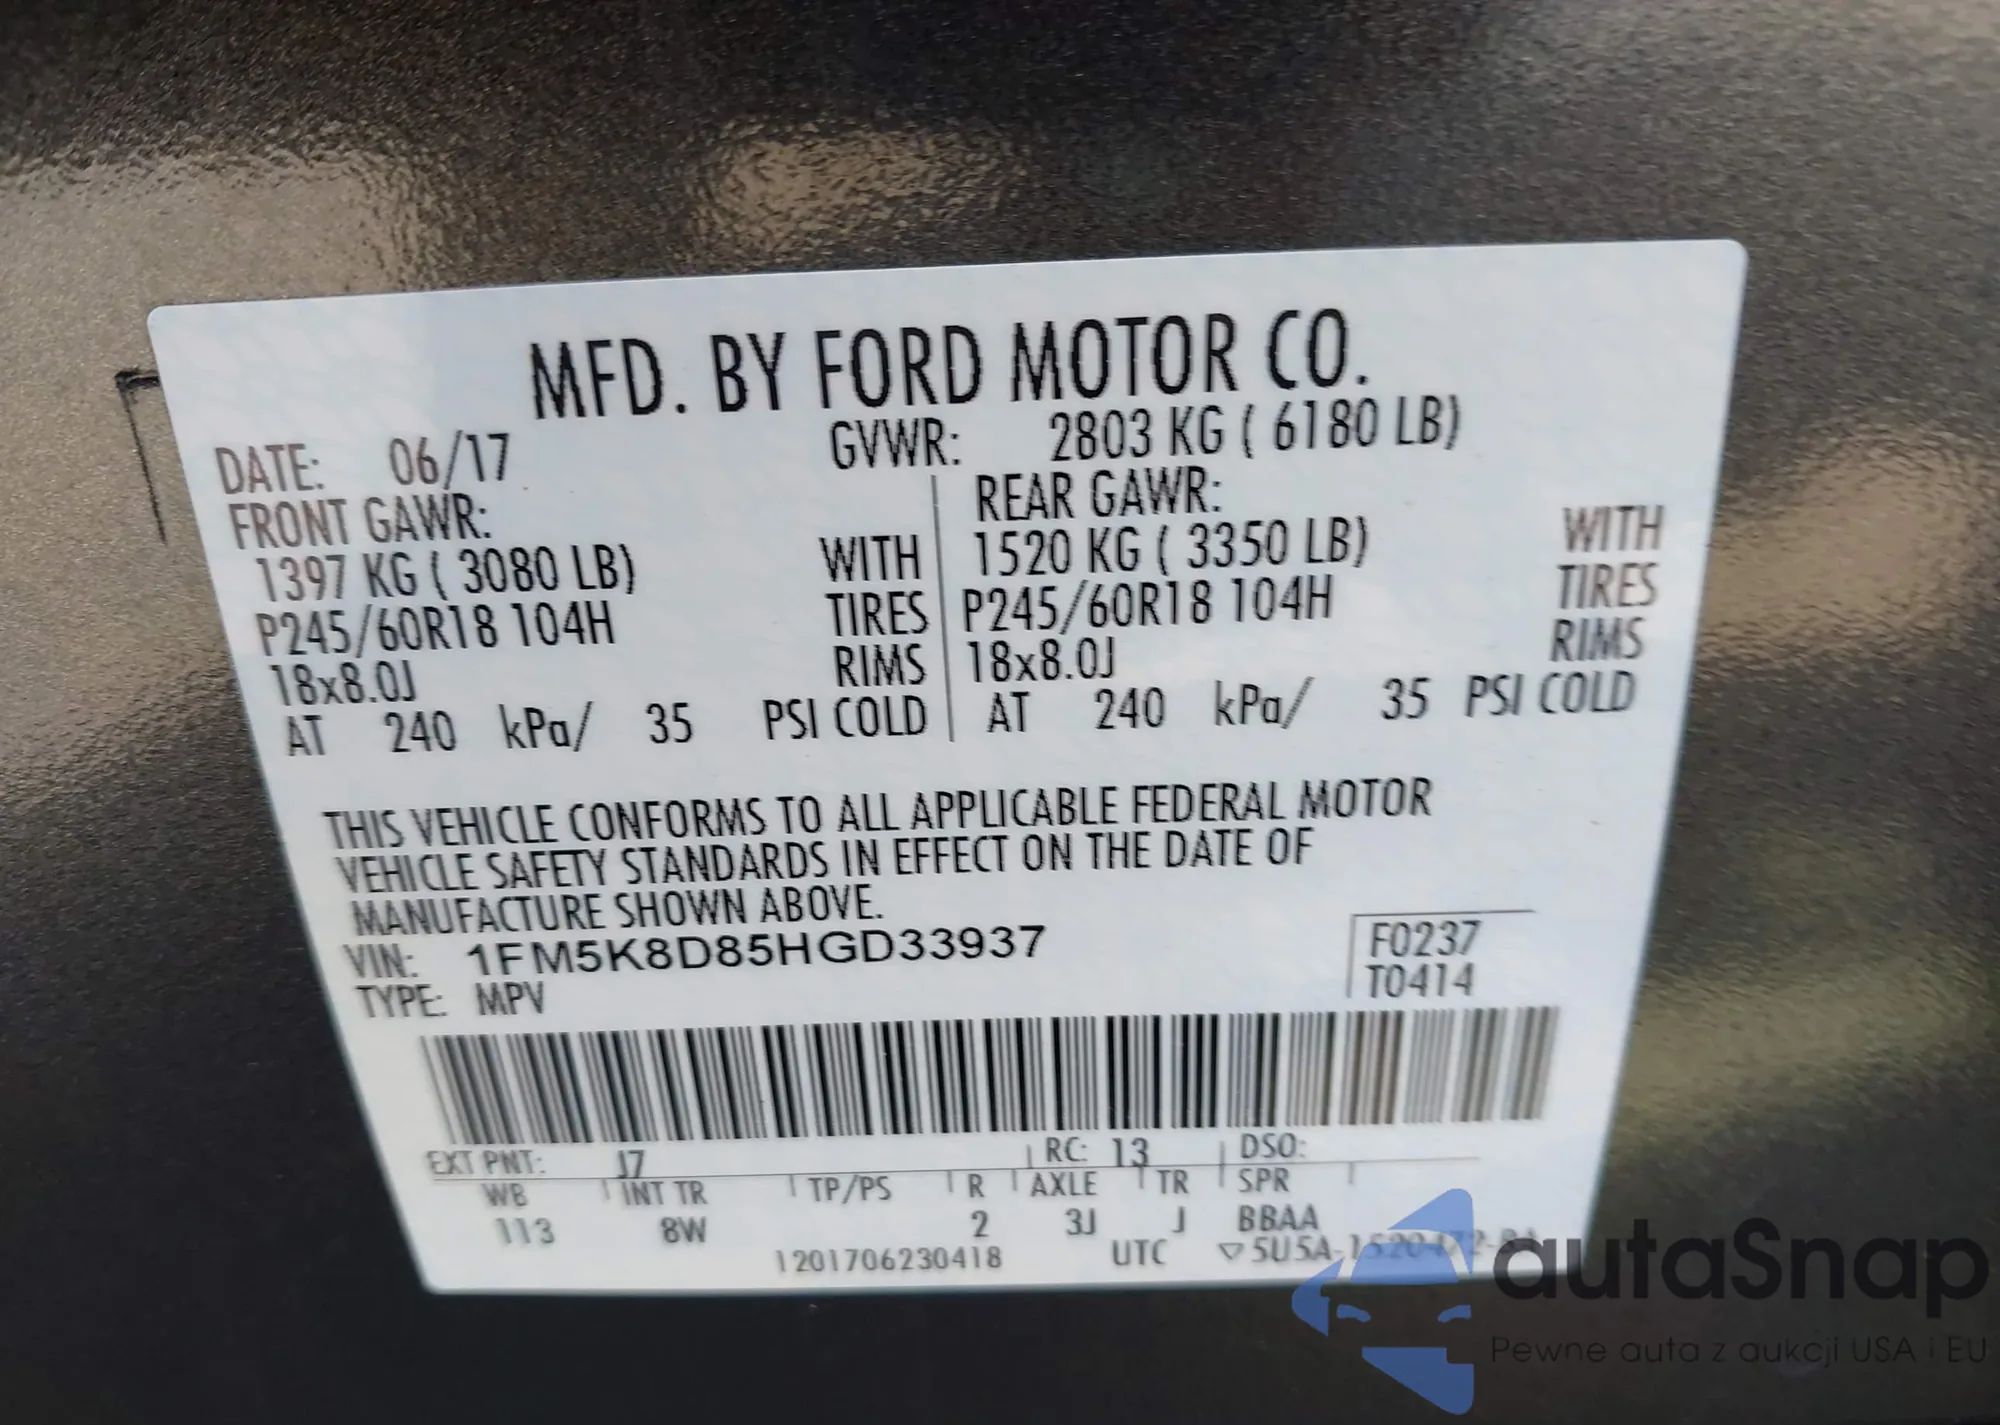 MFD. BY FORD MOTOR CO.
DATE: 06/17 GVWR: 2803 KG ( 6180 LB)
FRONT GAWR: REAR GAWR:
1397 KG ( 3080 LB) WITH 1520 KG ( 3350 LB) WITH
P245/60R18 104H TIRES P245/60R18 104H TIRES
18x8.0J RIMS 18x8.0J RIMS
AT 240 kPa/ 35 PSI COLD AT 240 kPa/ 35 PSI COLD
THIS VEHICLE CONFORMS TO ALL APPLICABLE FEDERAL MOTOR
VEHICLE SAFETY STANDARDS IN EFFECT ON THE DATE OF
MANUFACTURE SHOWN ABOVE.
VIN: 1FM5K8D85HGD33937 F0237
TYPE: MPV T0414
EXT PNT: J7 RC: 13 DSO:
WB INT TR TP/PS R AXLE TR SPR
113 8W 2 3J J BBAA
1201706230418 UTC ▽5U5A-1520472-
autaSnap
Pewne auta z aukcji USA i EU